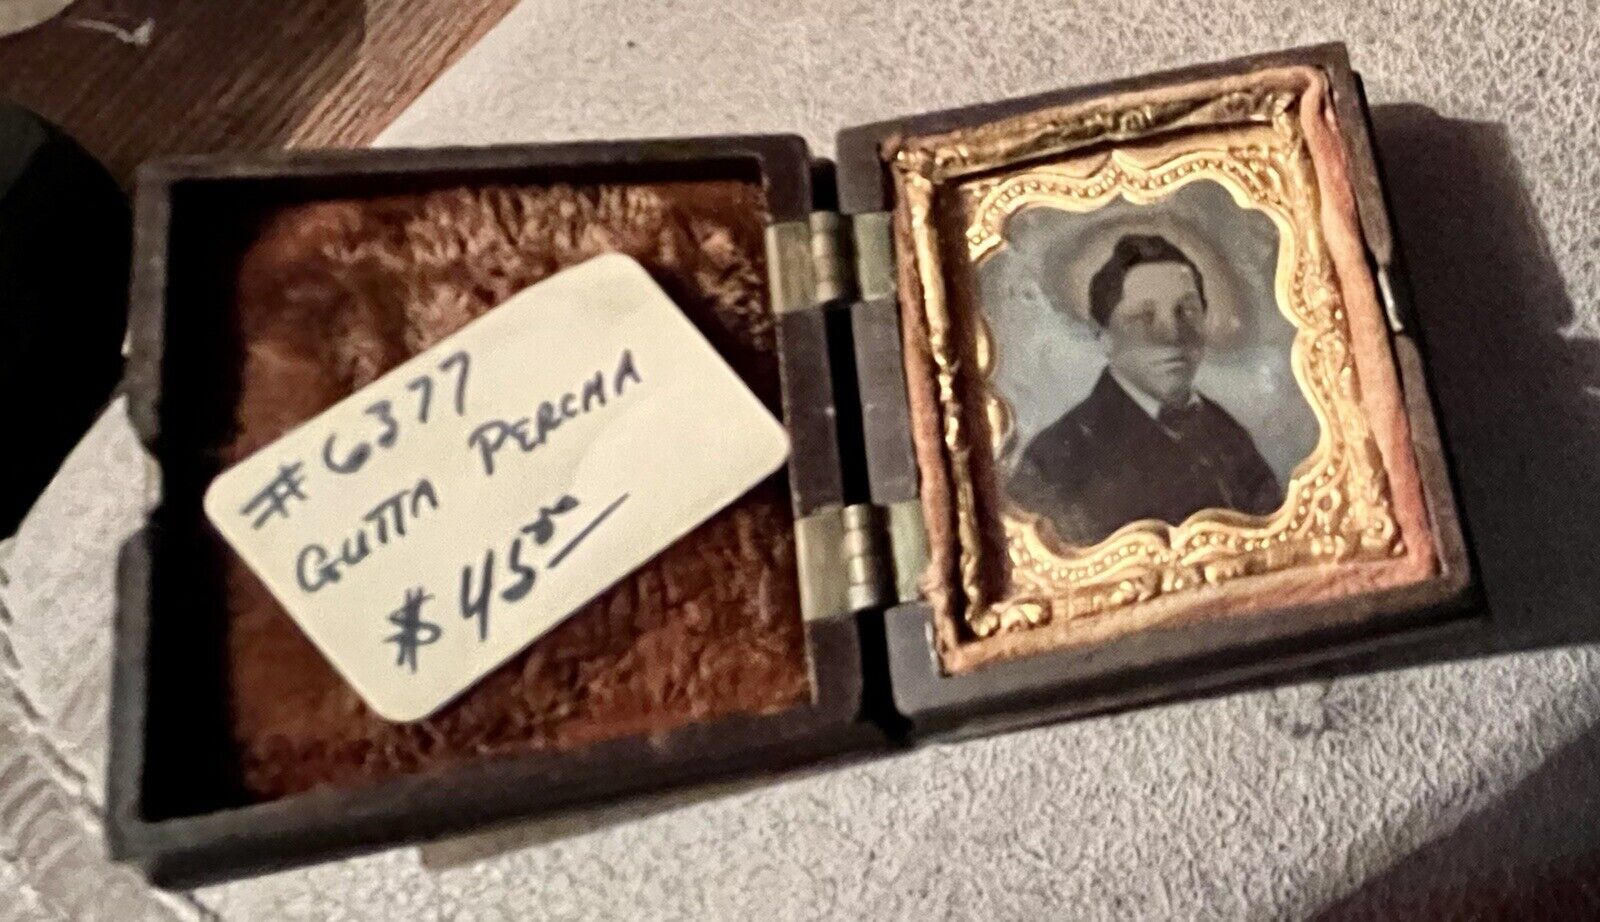 # 6377
GUTTA PERCHA
$ 45.00